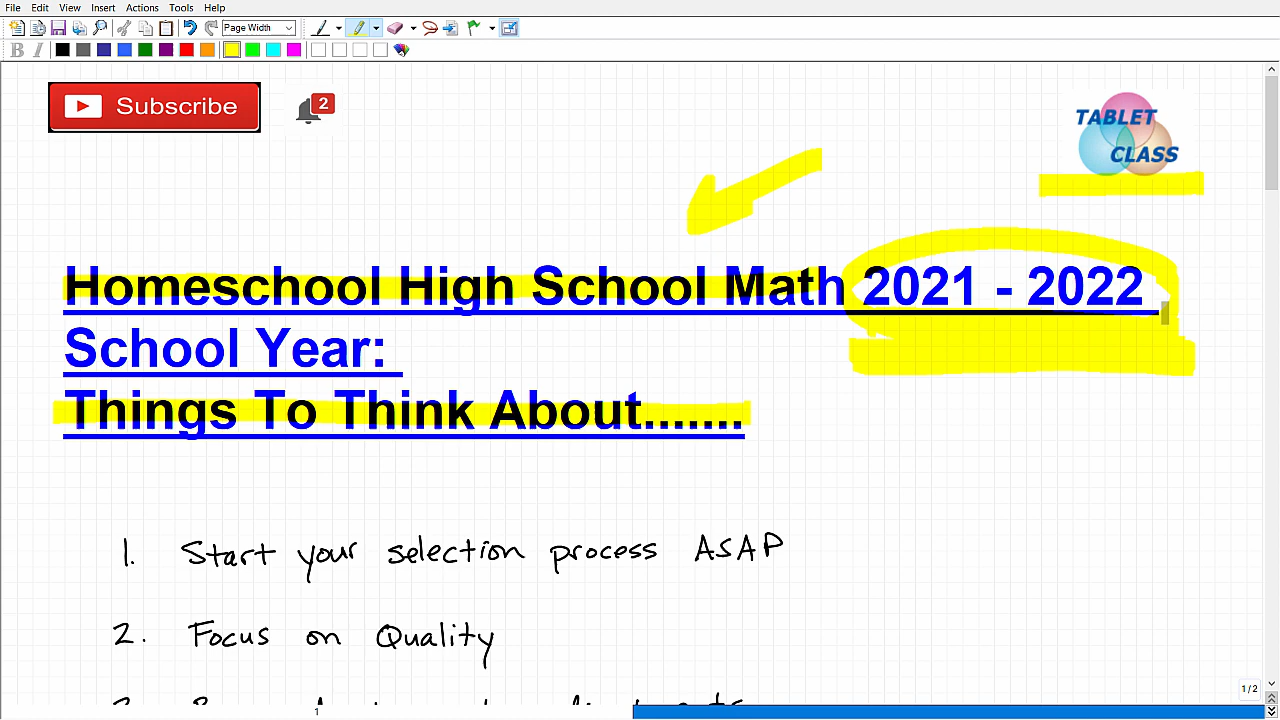 File Edit View Insert Actions Tools Help
Page Width
B I
Subscribe
2
TABLET
CLASS
Homeschool High School Math 2021 - 2022
School Year:
Things To Think About.......
1. Start your selection process ASAP
2. Focus on Quality
1/2
1